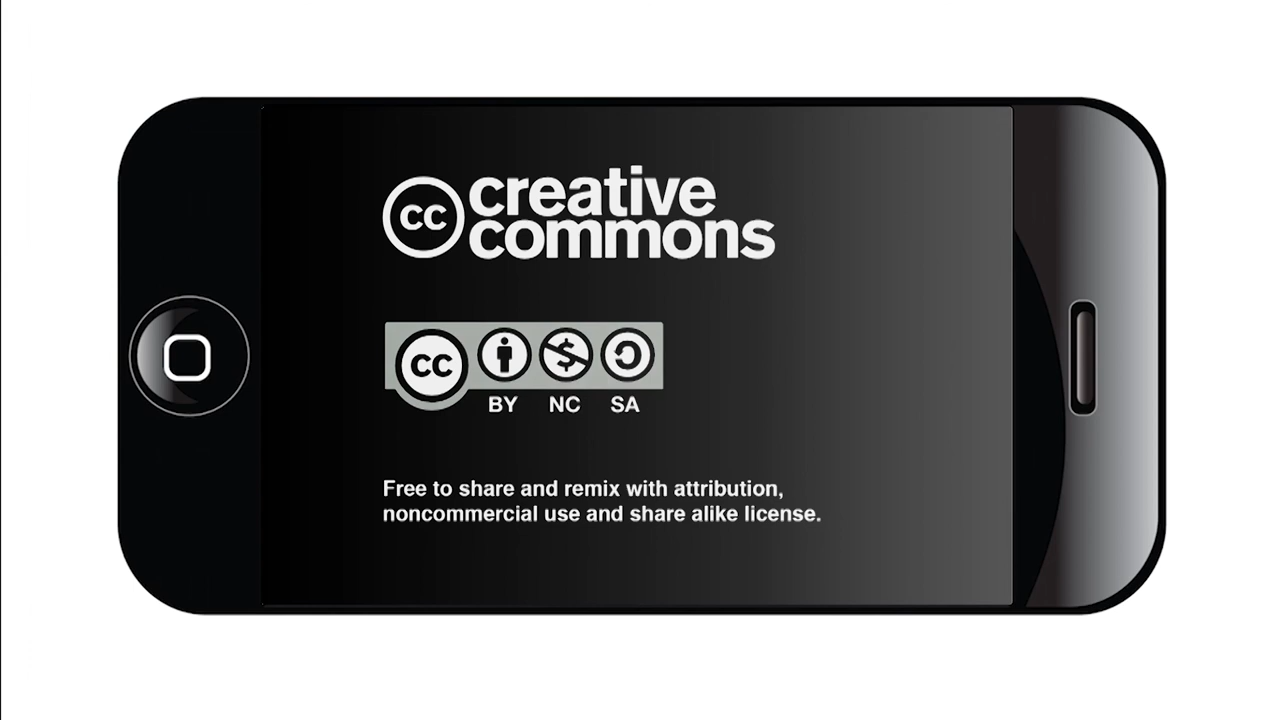 cc creative
commons
cc
BY NC SA
Free to share and remix with attribution,
noncommercial use and share alike license.